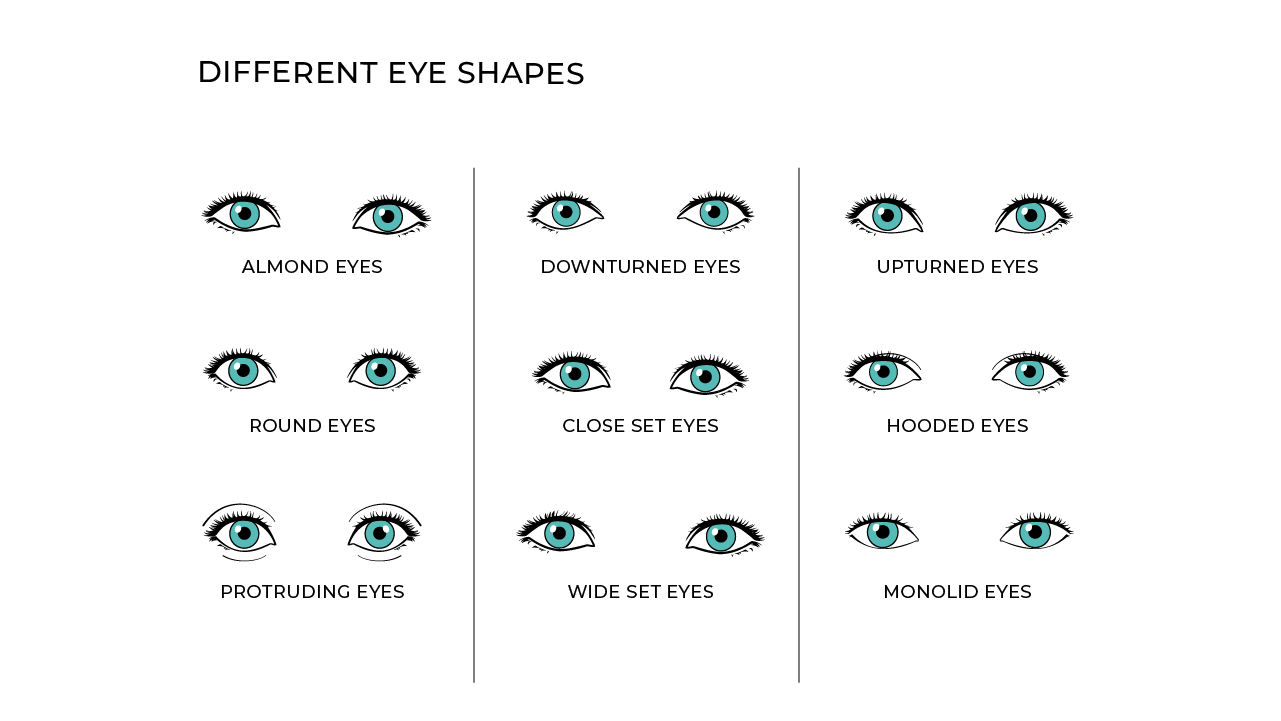 DIFFERENT EYE SHAPES
ALMOND EYES
DOWNTURNED EYES
UPTURNED EYES
ROUND EYES
CLOSE SET EYES
HOODED EYES
PROTRUDING EYES
WIDE SET EYES
MONOLID EYES